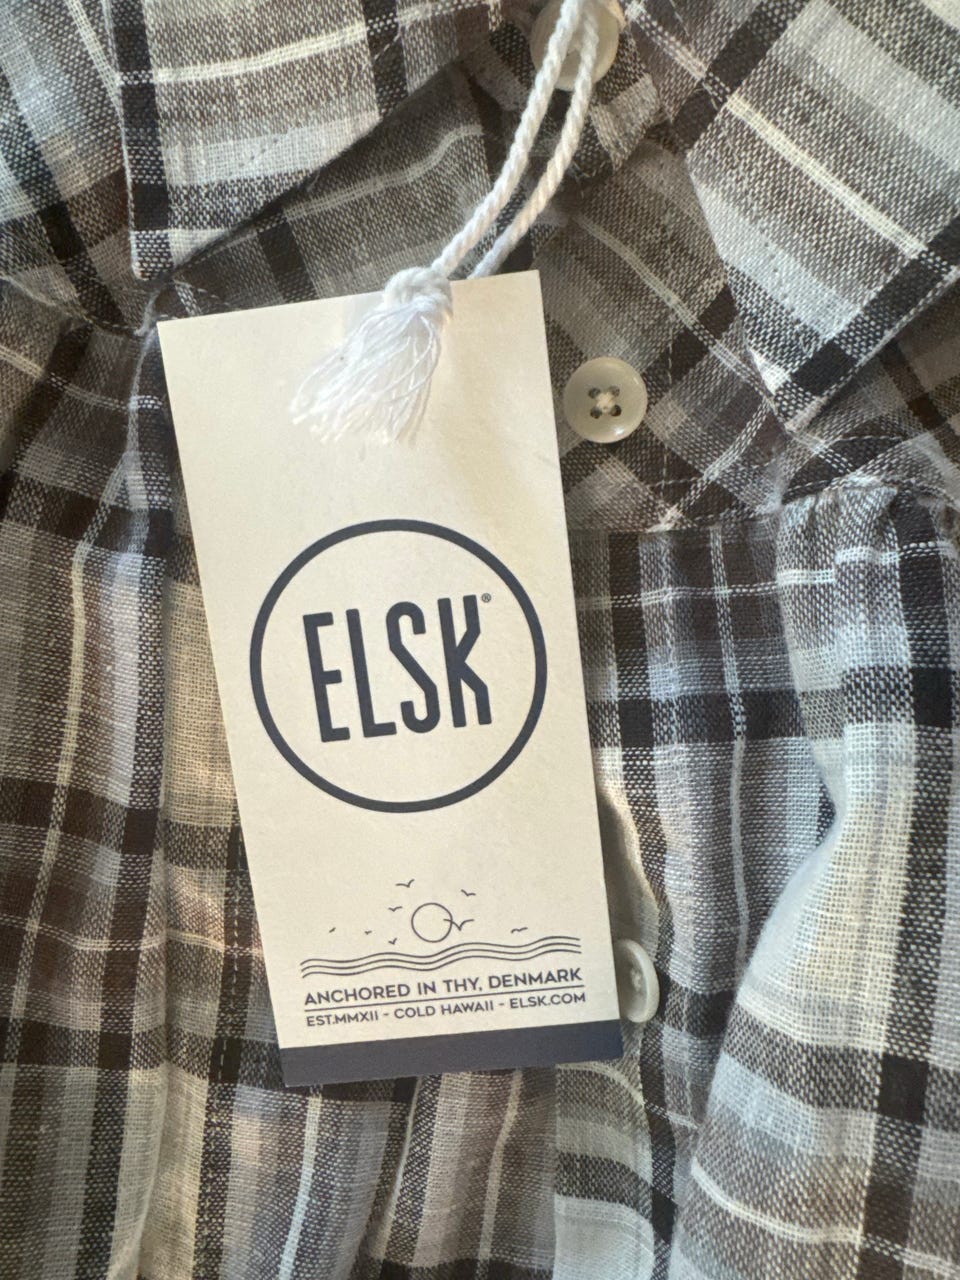 ELSK®
ANCHORED IN THY, DENMARK
EST.MMXII - COLD HAWAII - ELSK.COM